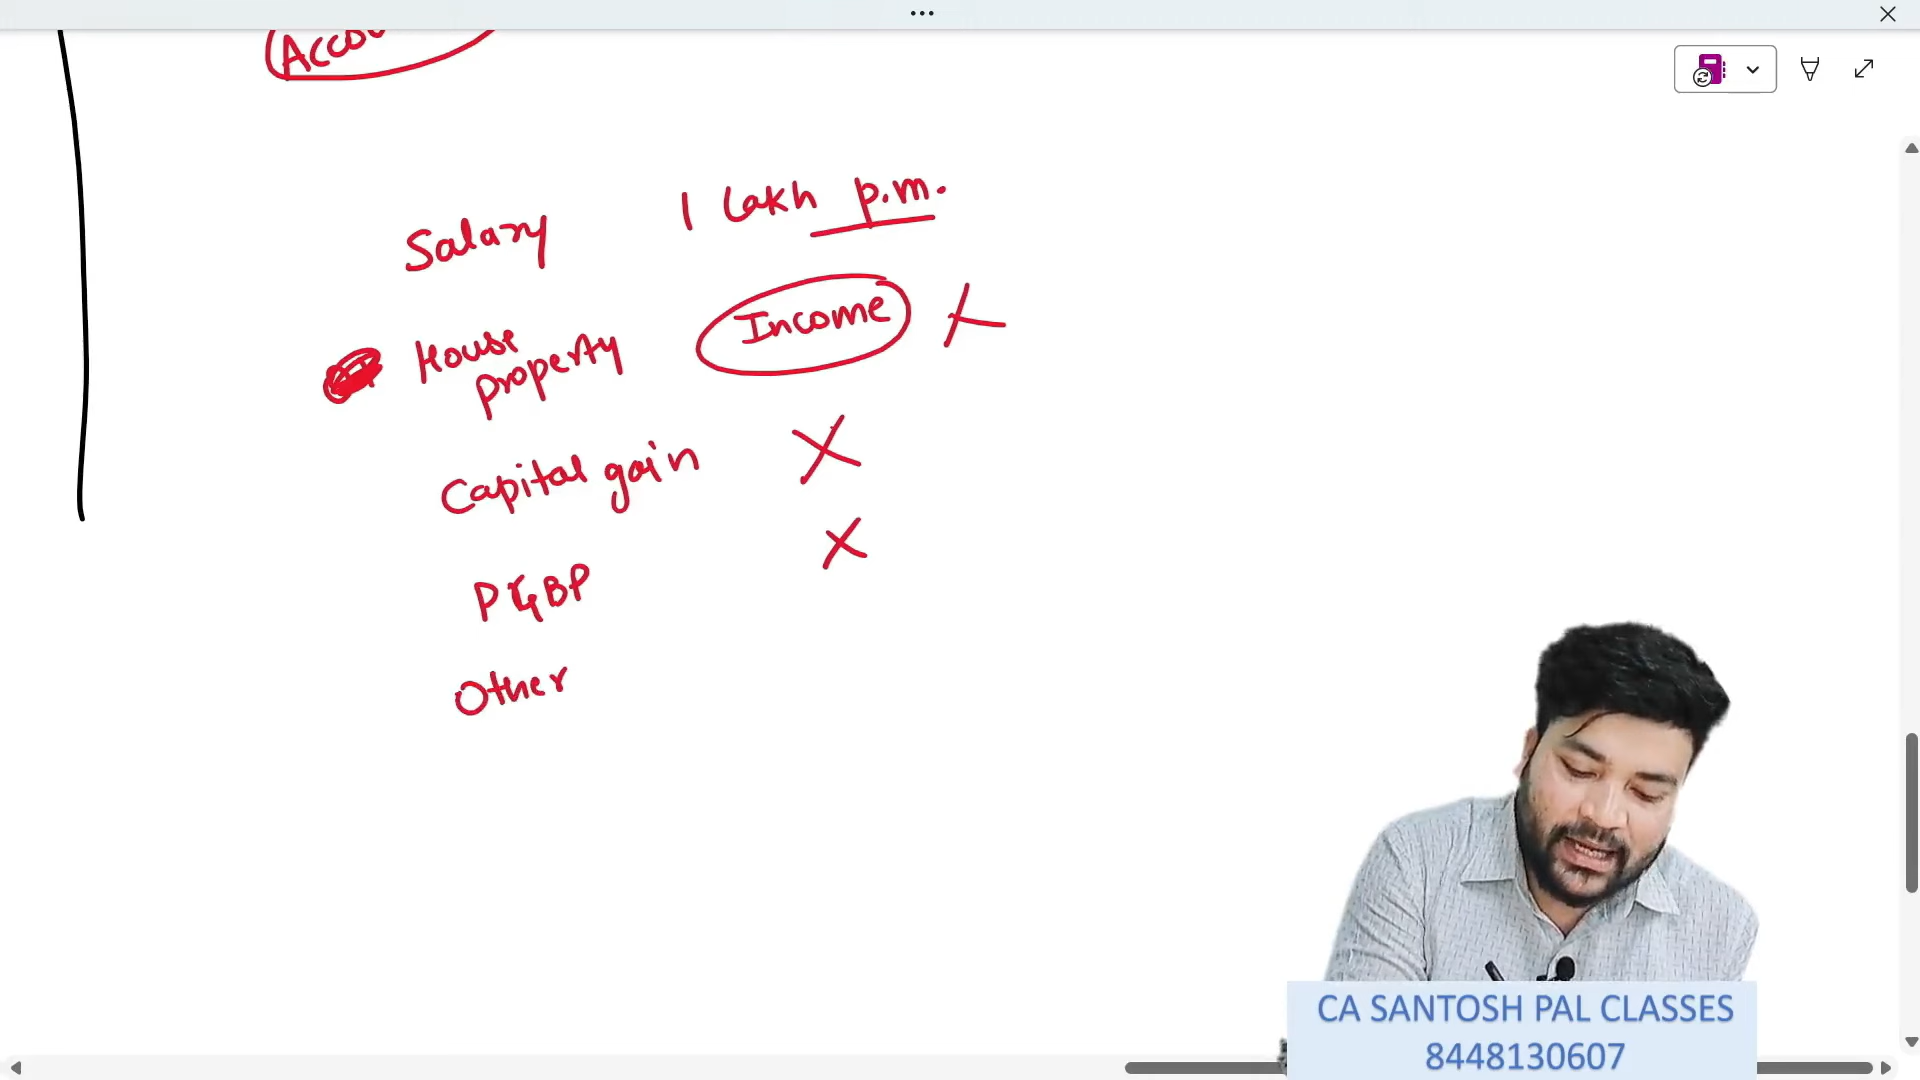 Salary 1 Lakh p.m.
House Income X
property
Capital gain X
X
PGBP
Other
CA SANTOSH PAL CLASSES
8448130607